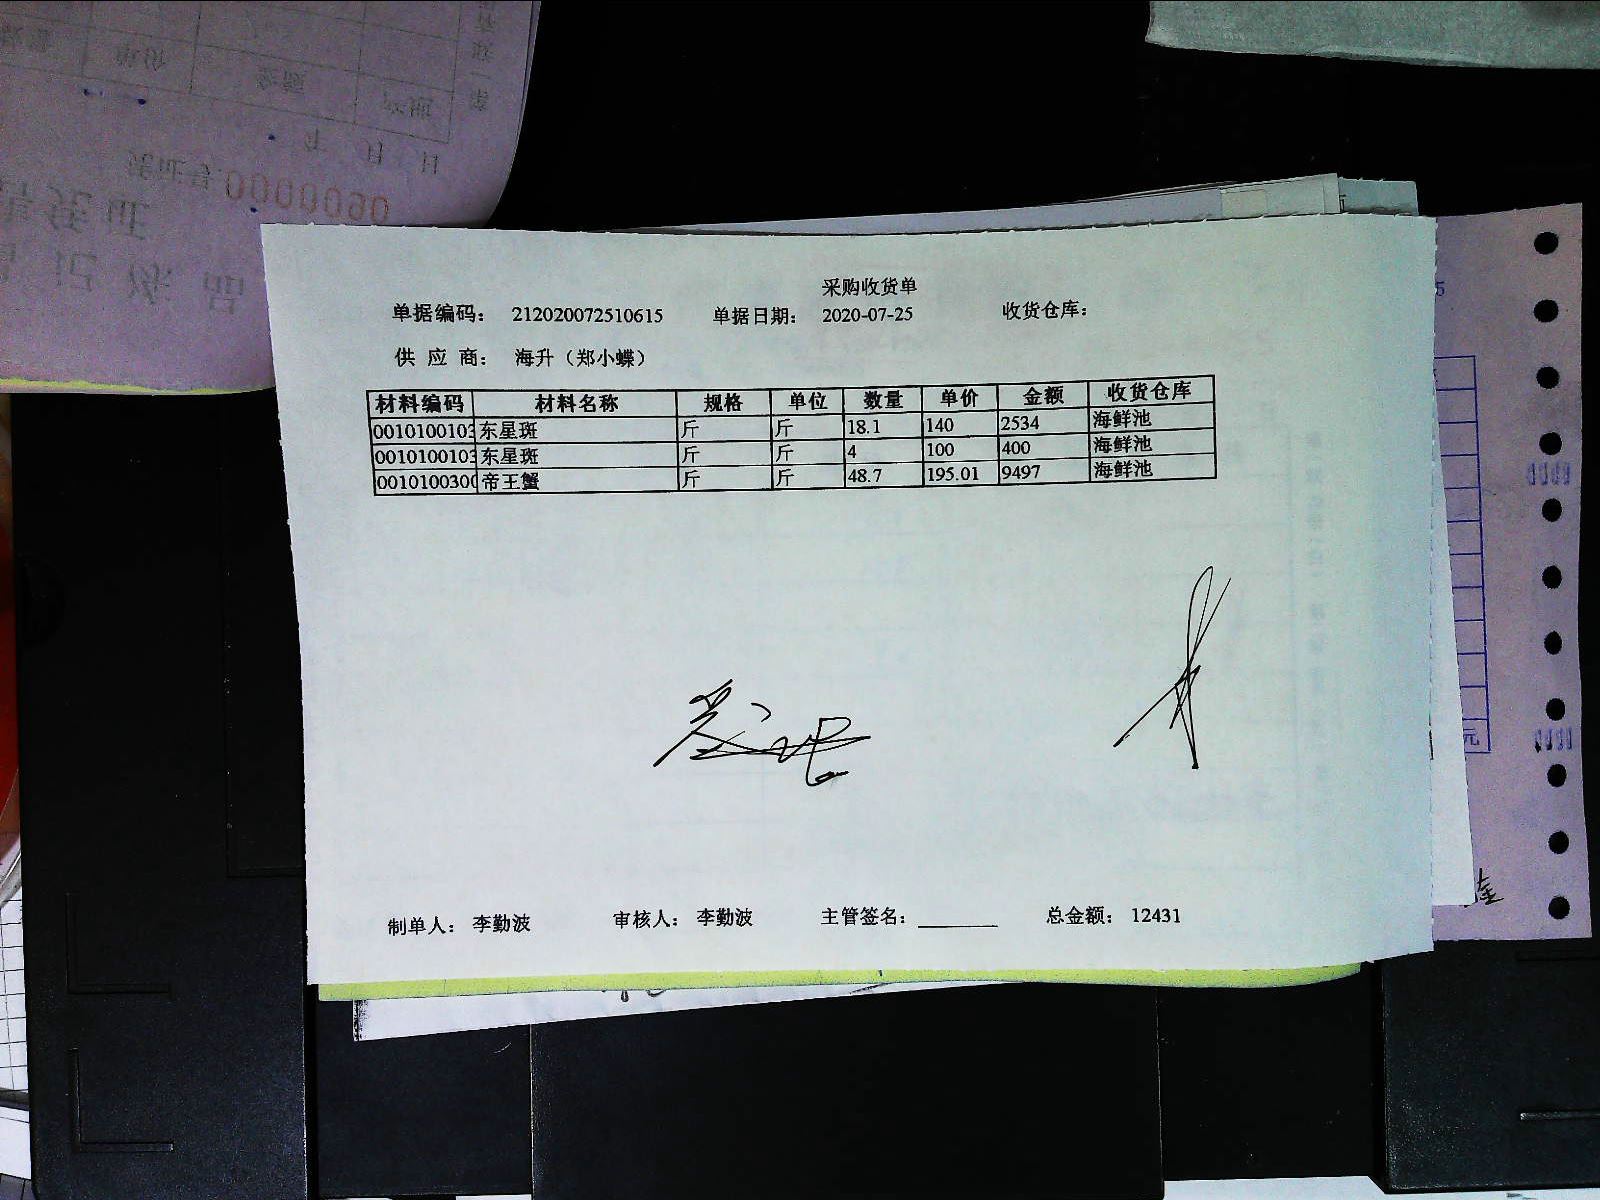 采购收货单
单据编码： 212020072510615 单据日期： 2020-07-25 收货仓库：
供 应 商： 海升（郑小蝶）
材料编码 材料名称 规格 单位 数量 单价 金额 收货仓库
0010100103 东星斑 斤 斤 18.1 140 2534 海鲜池
0010100103 东星斑 斤 斤 4 100 400 海鲜池
0010100300 帝王蟹 斤 斤 48.7 195.01 9497 海鲜池
制单人： 李勤波 审核人： 李勤波 主管签名： 总金额： 12431